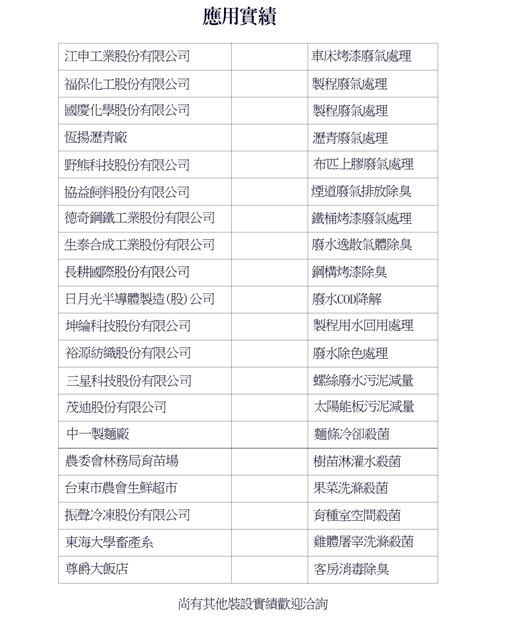 應用實績
江申工業股份有限公司 車床烤漆廢氣處理
福保化工股份有限公司 製程廢氣處理
國慶化學股份有限公司 製程廢氣處理
恆揚瀝青廠 瀝青廢氣處理
野熊科技股份有限公司 布匹上膠廢氣處理
協益飼料股份有限公司 煙道廢氣排放除臭
德奇鋼鐵工業股份有限公司 鐵桶烤漆廢氣處理
生泰合成工業股份有限公司 廢水逸散氣體除臭
長耕國際股份有限公司 鋼構烤漆除臭
日月光半導體製造(股)公司 廢水COD降解
坤綸科技股份有限公司 製程用水回用處理
裕源紡織股份有限公司 廢水除色處理
三星科技股份有限公司 螺絲廢水污泥減量
茂迪股份有限公司 太陽能板污泥減量
中一製麵廠 麵條冷卻殺菌
農委會林務局育苗場 樹苗淋灌水殺菌
台東市農會生鮮超市 果菜洗滌殺菌
振聲冷凍股份有限公司 育種室空間殺菌
東海大學畜產系 雞體屠宰洗滌殺菌
尊爵大飯店 客房消毒除臭
尚有其他裝設實績歡迎洽詢